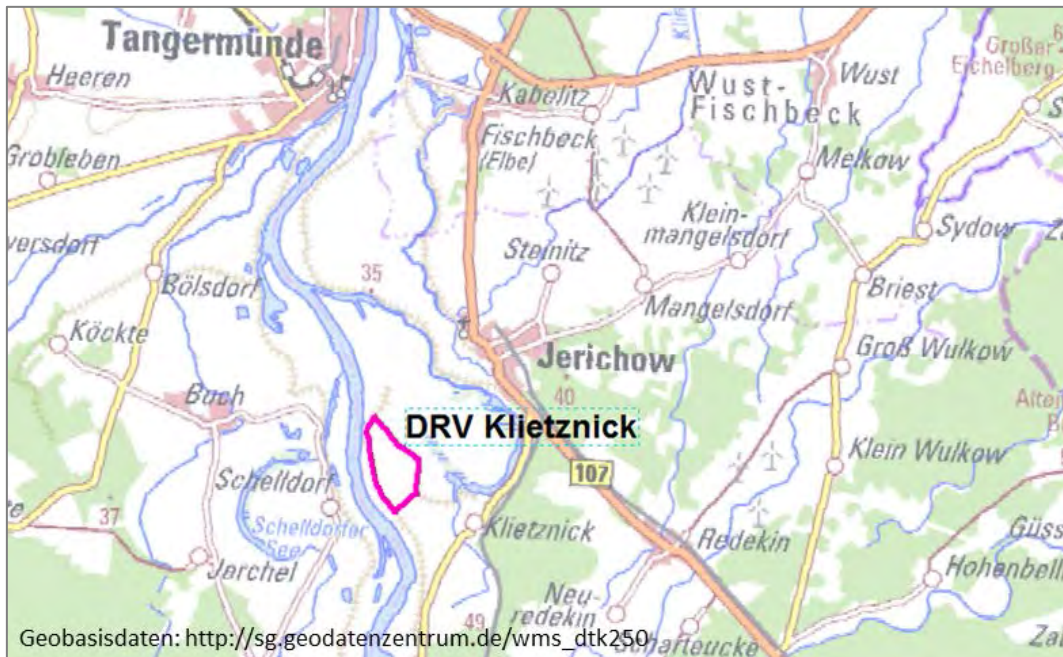 Tangermünde
Heeren
Grobleben
Bölsdorf
Köckte
Buch
Schelldorf
Schelldorfer
See
37
Jerchel
35
Kabelitz
Fischbeck
(Elbe)
Wust-
Fischbeck
Wust
Großer
Eichelberg
Melkow
Klein-
mangelsdorf
Sydow
Steinitz
Mangelsdorf
Briest
Jerichow
40
Groß Wulkow
DRV Klietznick
107
Klein Wulkow
Klietznick
Redekin
Neu-
redekin
49
Scharteucke
Geobasisdaten: http://sg.geodatenzentrum.de/wms_dtk250